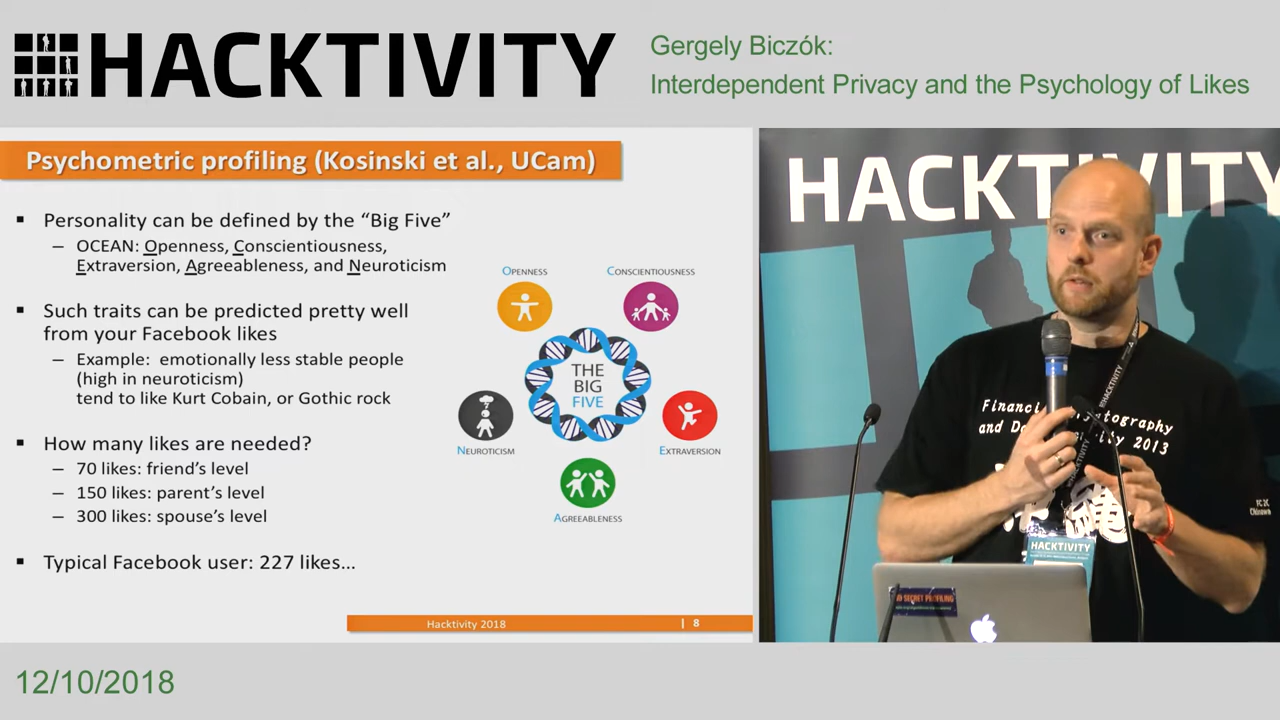 HACKTIVITY
Gergely Biczók:
Interdependent Privacy and the Psychology of Likes
Psychometric profiling (Kosinski et al., UCam)
▪ Personality can be defined by the “Big Five”
– OCEAN: Openness, Conscientiousness,
Extraversion, Agreeableness, and Neuroticism
▪ Such traits can be predicted pretty well
from your Facebook likes
– Example: emotionally less stable people
(high in neuroticism)
tend to like Kurt Cobain, or Gothic rock
▪ How many likes are needed?
– 70 likes: friend’s level
– 150 likes: parent’s level
– 300 likes: spouse’s level
▪ Typical Facebook user: 227 likes...
OPENNESS
CONSCIENTIOUSNESS
THE
BIG
FIVE
NEUROTICISM
EXTRAVERSION
AGREEABLENESS
Hacktivity 2018
| 8
HACKTIVITY
#HACKTIVITY
and
2013
HACKTIVITY
SECRET PROFILING
12/10/2018